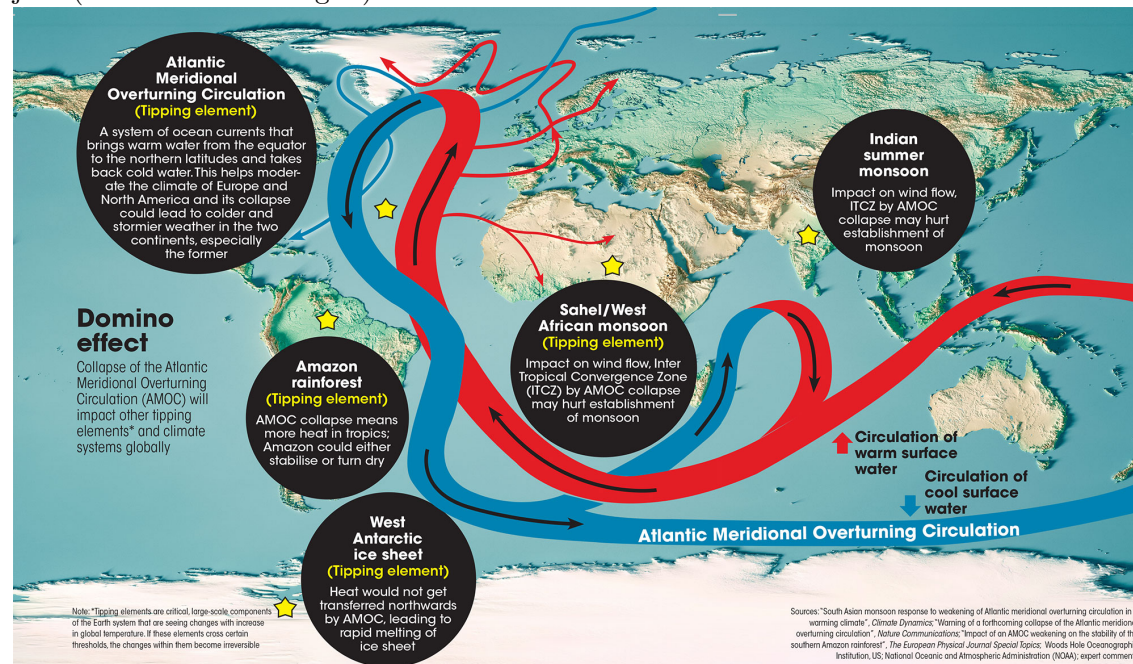 Atlantic
Meridional
Overturning Circulation
(Tipping element)
A system of ocean currents that
brings warm water from the equator
to the northern latitudes and takes
back cold water. This helps moder-
ate the climate of Europe and
North America and its collapse
could lead to colder and
stormier weather in the two
continents, especially
the former
Indian
summer
monsoon
Impact on wind flow,
ITCZ by AMOC
collapse may hurt
establishment of
monsoon
Domino
effect
Collapse of the Atlantic
Meridional Overturning
Circulation (AMOC) will
impact other tipping
elements* and climate
systems globally
Sahel/West
African monsoon
(Tipping element)
Impact on wind flow, Inter
Tropical Convergence Zone
(ITCZ) by AMOC collapse
may hurt establishment
of monsoon
Amazon
rainforest
(Tipping element)
AMOC collapse means
more heat in tropics;
Amazon could either
stabilise or turn dry
Circulation of
warm surface
water
Circulation of
cool surface
water
Atlantic Meridional Overturning Circulation
West
Antarctic
ice sheet
(Tipping element)
Heat would not get
transferred northwards
by AMOC, leading to
rapid melting of
ice sheet
Note: *Tipping elements are critical, large-scale components
of the Earth system that are seeing changes with increase
in global temperature. If these elements cross certain
thresholds, the changes within them become irreversible
Sources: "South Asian monsoon response to weakening of Atlantic meridional overturning circulation in
warming climate", Climate Dynamics; "Warning of a forthcoming collapse of the Atlantic
overturning circulation", Nature Communications; "Impact of an AMOC weakening on the stability of the
southern Amazon rainforest", The European Physical Journal Special Topics; Woods Hole
Institution, US; National Oceanic and Atmospheric Administration (NOAA); expert